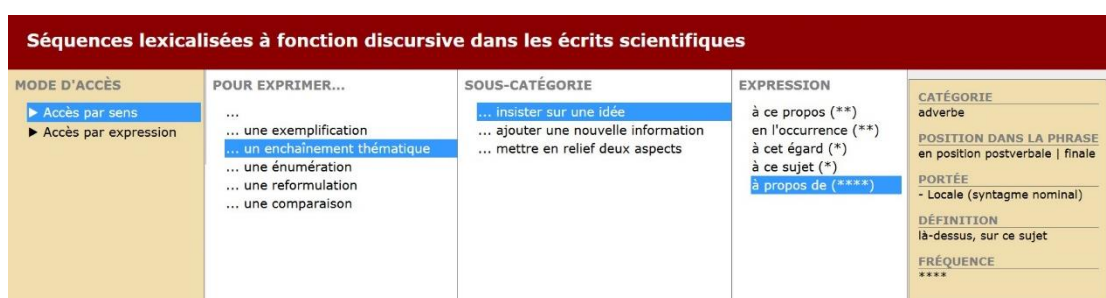 Séquences lexicalisées à fonction discursive dans les écrits scientifiques
MODE D'ACCÈS
▶ Accès par sens
▶ Accès par expression
POUR EXPRIMER...
...
... une exemplification
... un enchaînement thématique
... une énumération
... une reformulation
... une comparaison
SOUS-CATÉGORIE
... insister sur une idée
... ajouter une nouvelle information
... mettre en relief deux aspects
EXPRESSION
à ce propos (**)
en l'occurrence (**)
à cet égard (*)
à ce sujet (*)
à propos de (****)
CATÉGORIE
adverbe
POSITION DANS LA PHRASE
en position postverbale | finale
PORTÉE
- Locale (syntagme nominal)
DÉFINITION
là-dessus, sur ce sujet
FRÉQUENCE
****